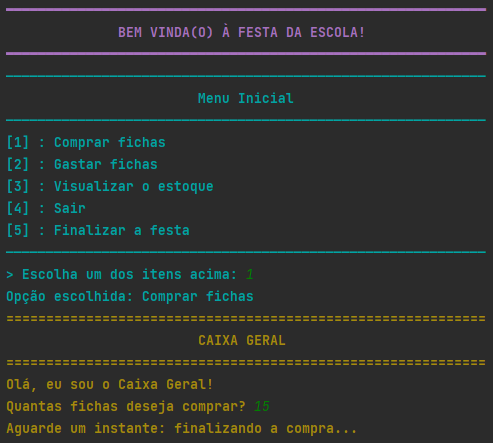 BEM VINDA(O) À FESTA DA ESCOLA!
Menu Inicial
[1] : Comprar fichas
[2] : Gastar fichas
[3] : Visualizar o estoque
[4] : Sair
[5] : Finalizar a festa
> Escolha um dos itens acima: 1
Opção escolhida: Comprar fichas
============================================================
CAIXA GERAL
============================================================
Olá, eu sou o Caixa Geral!
Quantas fichas deseja comprar? 15
Aguarde um instante: finalizando a compra...